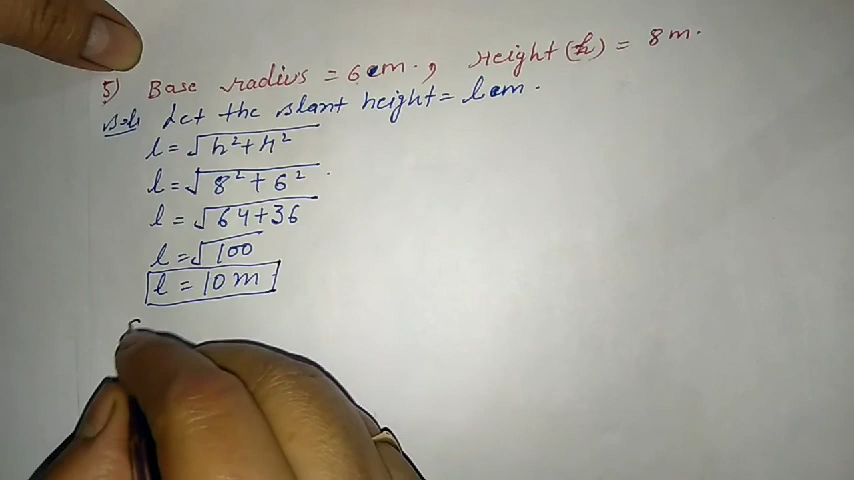 5) Base radius = 6 cm. , Height (h) = 8 m.
Sol: Let the slant height = l cm.
l = √h²+r²
l = √8²+6²
l = √64+36
l = √100
l = 10 m